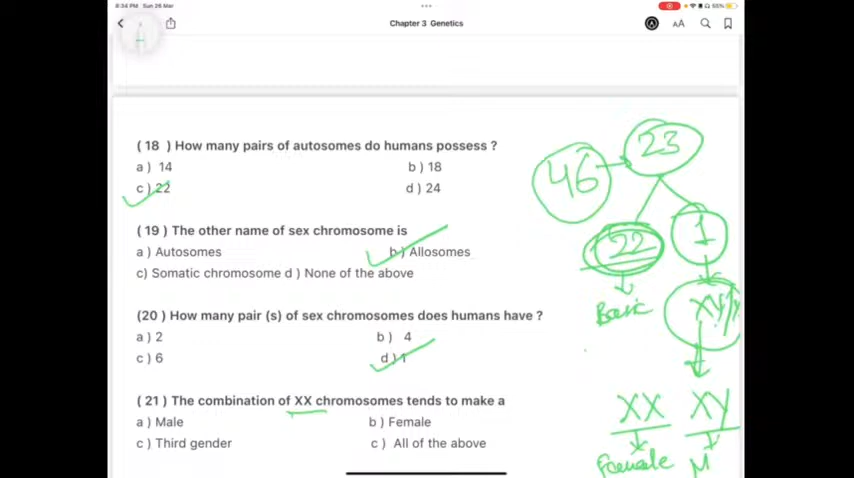 8:34 PM Sun 26 Mar
55%
Chapter 3 Genetics
AA
( 18 ) How many pairs of autosomes do humans possess ?
a ) 14 b ) 18
c ) 22 d ) 24
( 19 ) The other name of sex chromosome is
a ) Autosomes b ) Allosomes
c) Somatic chromosome d ) None of the above
(20 ) How many pair (s) of sex chromosomes does humans have ?
a ) 2 b ) 4
c ) 6 d ) 1
( 21 ) The combination of XX chromosomes tends to make a
a ) Male b ) Female
c ) Third gender c ) All of the above
46 23
22 1
Basic XY
XX XY
Female M